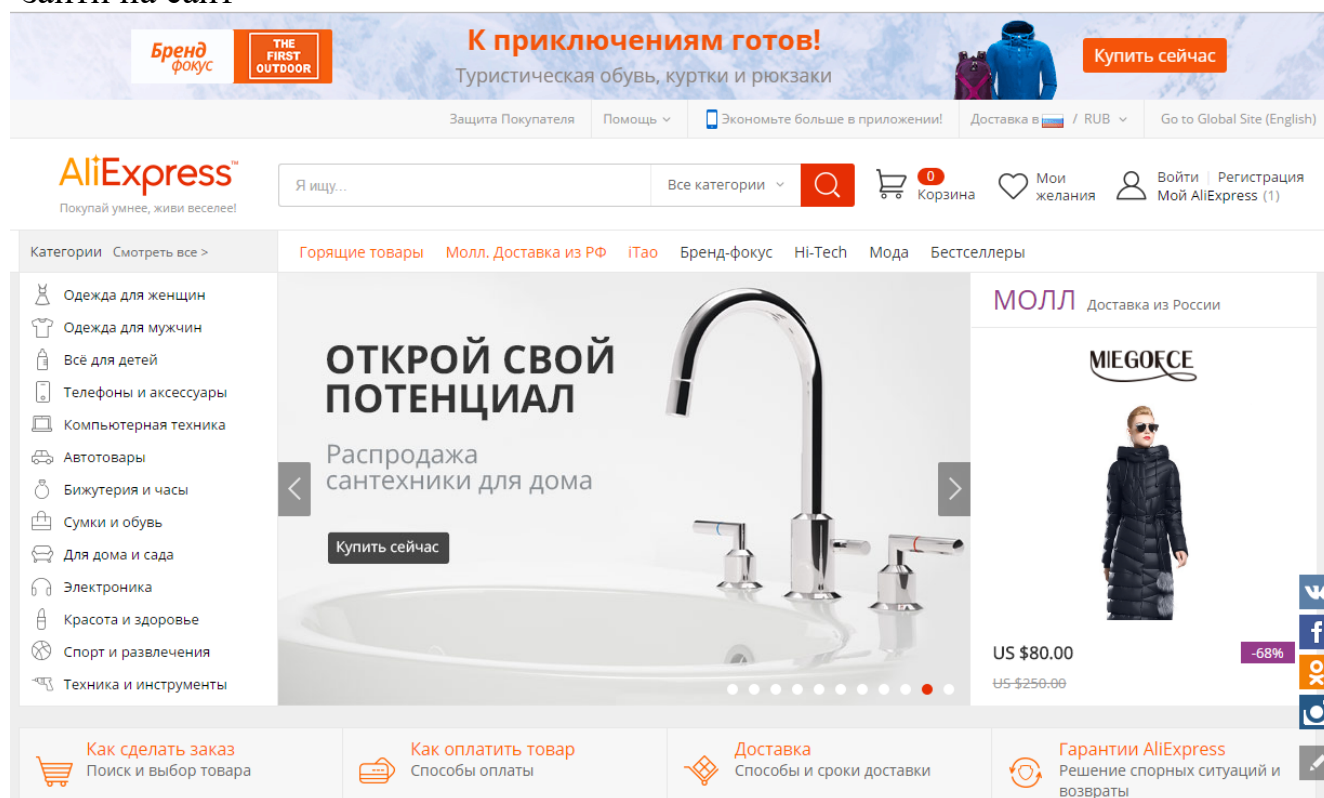 зайти на сайт
Бренд фокус
THE FIRST OUTDOOR
К приключениям готов!
Туристическая обувь, куртки и рюкзаки
Купить сейчас
Защита Покупателя Помощь Экономьте больше в приложении! Доставка в / RUB Go to Global Site (English)
AliExpress™
Покупай умнее, живи веселее!
Я ищу... Все категории
0
Корзина
Мои желания
Войти | Регистрация
Мой AliExpress (1)
Категории Смотреть все >
Горящие товары Молл. Доставка из РФ iTao Бренд-фокус Hi-Tech Мода Бестселлеры
Одежда для женщин
Одежда для мужчин
Всё для детей
Телефоны и аксессуары
Компьютерная техника
Автотовары
Бижутерия и часы
Сумки и обувь
Для дома и сада
Электроника
Красота и здоровье
Спорт и развлечения
Техника и инструменты
ОТКРОЙ СВОЙ
ПОТЕНЦИАЛ
Распродажа
сантехники для дома
Купить сейчас
МОЛЛ Доставка из России
MIEGOFCE
US $80.00
-68%
US $250.00
Как сделать заказ
Поиск и выбор товара
Как оплатить товар
Способы оплаты
Доставка
Способы и сроки доставки
Гарантии AliExpress
Решение спорных ситуаций и
возвраты